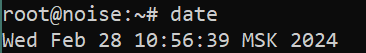 root@noise:~# date
Wed Feb 28 10:56:39 MSK 2024